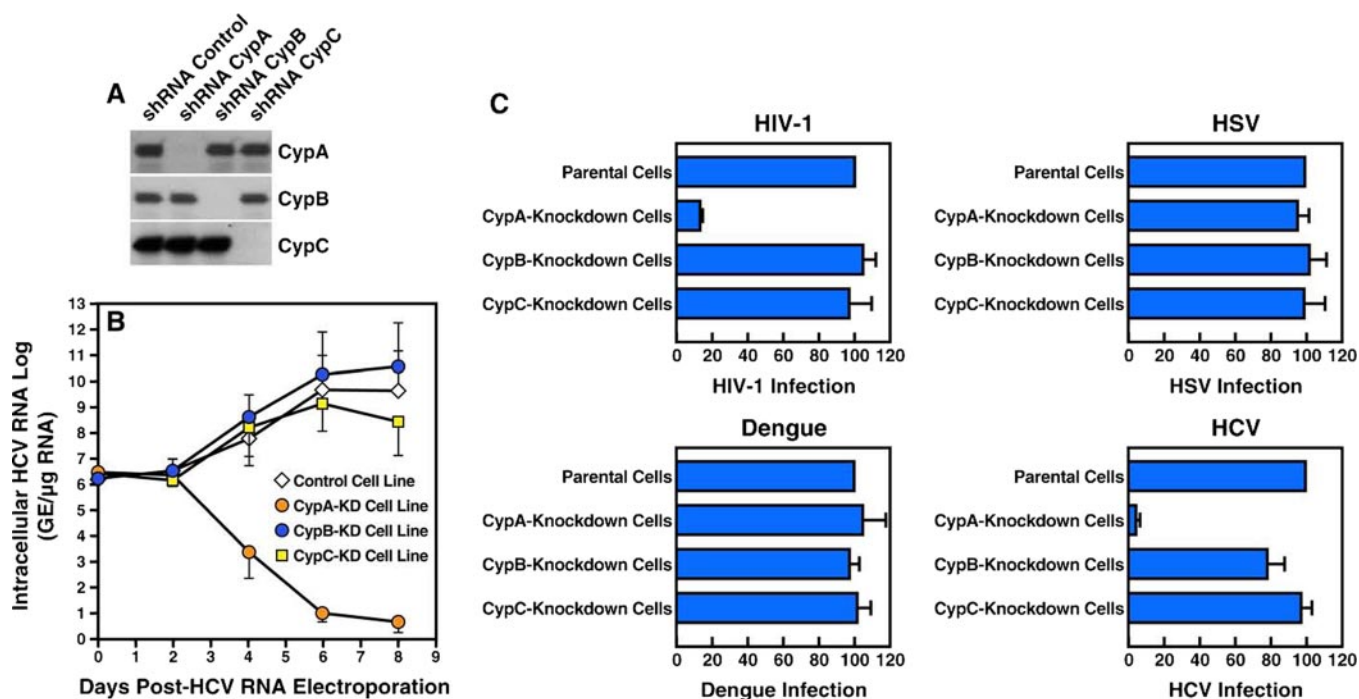 A
shRNA Control
shRNA CypA
shRNA CypB
shRNA CypC
CypA
CypB
CypC
B
Intracellular HCV RNA Log
(GE/µg RNA)
13
12
11
10
9
8
7
6
5
4
3
2
1
0
Control Cell Line
CypA-KD Cell Line
CypB-KD Cell Line
CypC-KD Cell Line
0 1 2 3 4 5 6 7 8 9
Days Post-HCV RNA Electroporation
C
HIV-1
Parental Cells
CypA-Knockdown Cells
CypB-Knockdown Cells
CypC-Knockdown Cells
0 20 40 60 80 100 120
HIV-1 Infection
HSV
Parental Cells
CypA-Knockdown Cells
CypB-Knockdown Cells
CypC-Knockdown Cells
0 20 40 60 80 100 120
HSV Infection
Dengue
Parental Cells
CypA-Knockdown Cells
CypB-Knockdown Cells
CypC-Knockdown Cells
0 20 40 60 80 100 120
Dengue Infection
HCV
Parental Cells
CypA-Knockdown Cells
CypB-Knockdown Cells
CypC-Knockdown Cells
0 20 40 60 80 100 120
HCV Infection